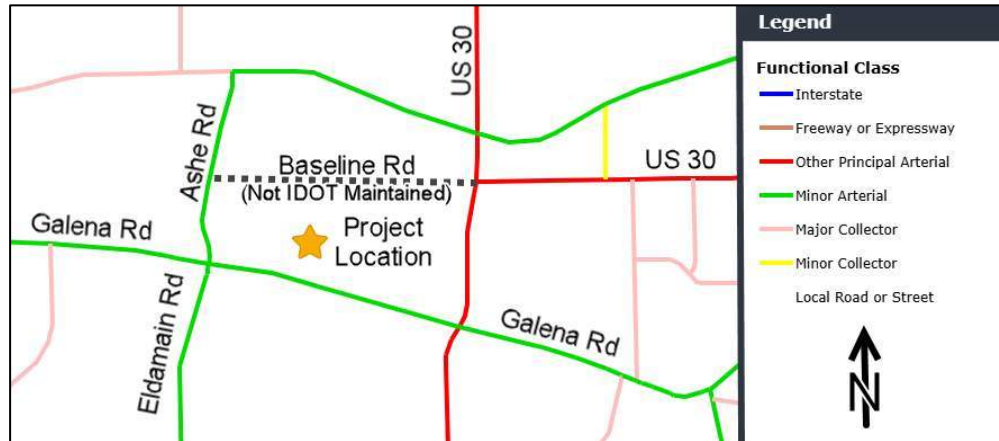 US 30
Ashe Rd
Baseline Rd
(Not IDOT Maintained)
US 30
Galena Rd
Project
Location
Eldamain Rd
Galena Rd
Legend
Functional Class
Interstate
Freeway or Expressway
Other Principal Arterial
Minor Arterial
Major Collector
Minor Collector
Local Road or Street
N